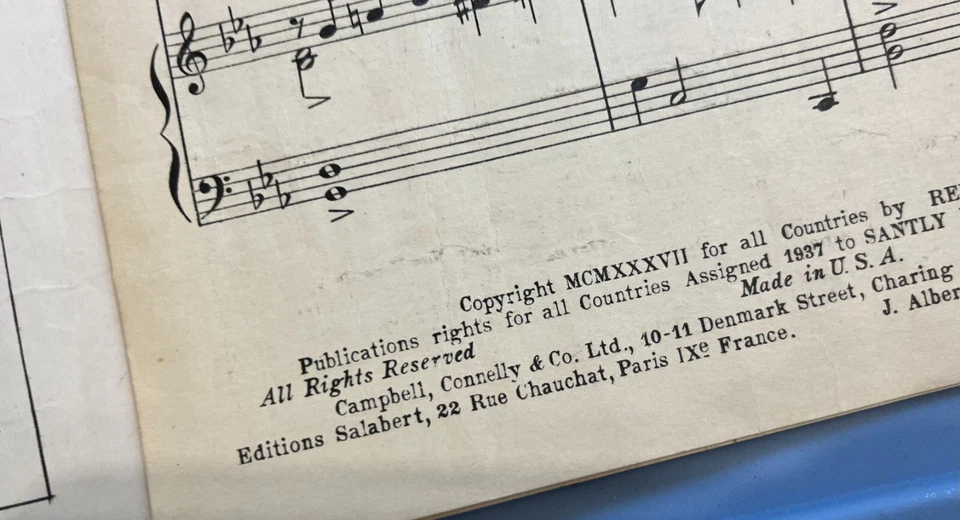 Copyright MCMXXXVII for all Countries by
Publications rights for all Countries Assigned 1937 to SANTLY
All Rights Reserved Made in U. S. A.
Campbell, Connelly & Co. Ltd., 10-11 Denmark Street, Charing
Editions Salabert, 22 Rue Chauchat, Paris IXe France. J.